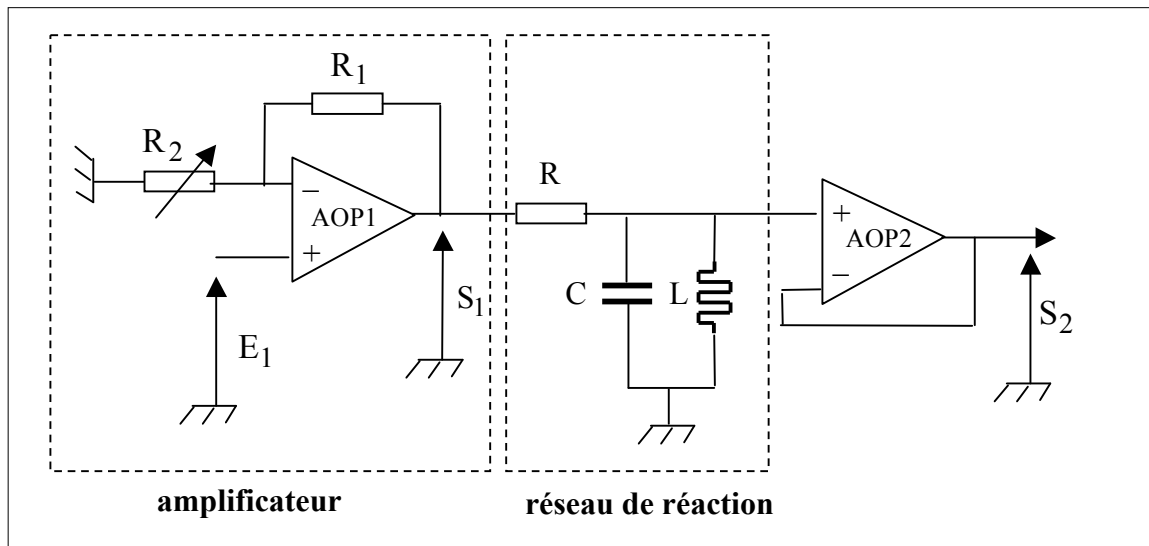 R1
R2
−
AOP1
+
E1
S1
R
C
L
+
AOP2
−
S2
amplificateur
réseau de réaction